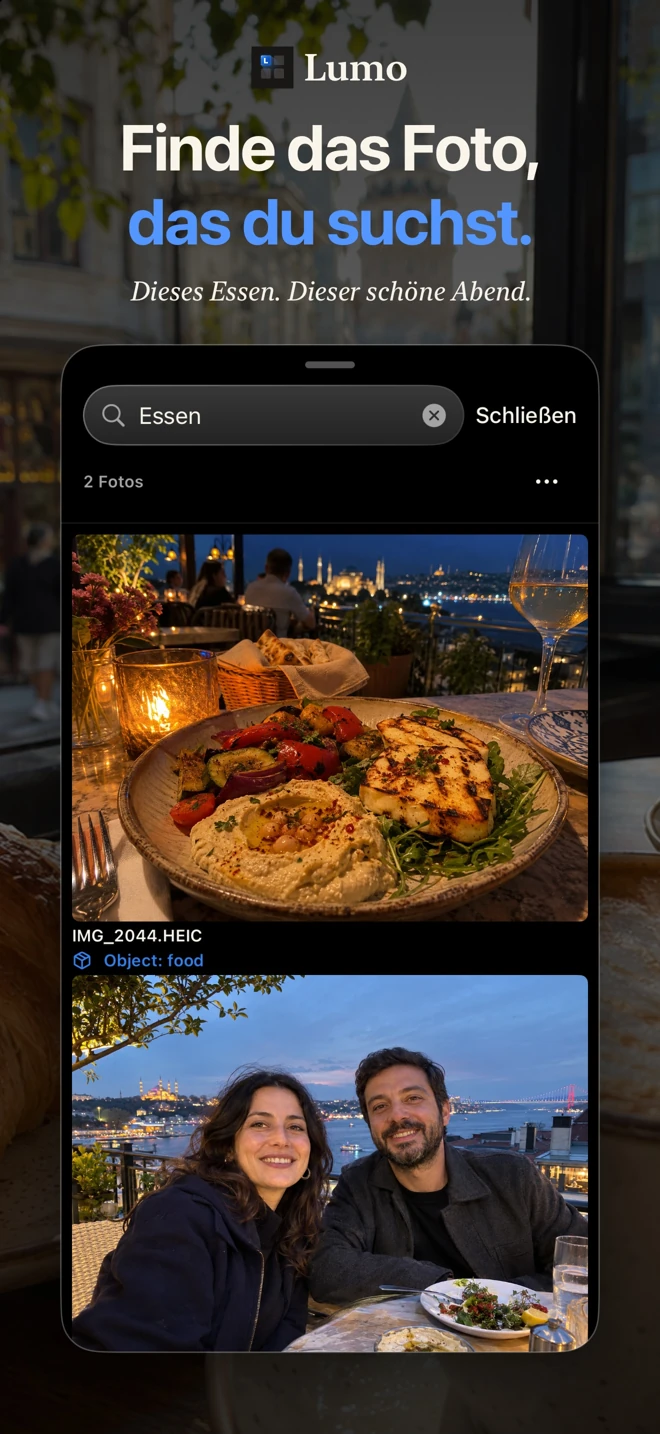 L
Lumo
Finde das Foto,
das du suchst.
Dieses Essen. Dieser schöne Abend.
Essen
Schließen
2 Fotos
IMG_2044.HEIC
Object: food